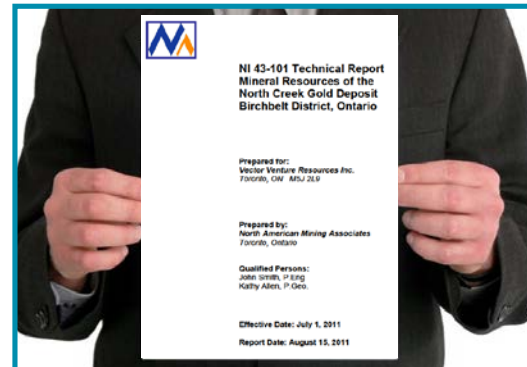 NI 43-101 Technical Report
Mineral Resources of the
North Creek Gold Deposit
Birchbelt District, Ontario
Prepared for:
Vector Venture Resources Inc.
Toronto, ON M5J 2L9
Prepared by:
North American Mining Associates
Toronto, Ontario
Qualified Persons:
John Smith, P.Eng
Kathy Allen, P.Geo.
Effective Date: July 1, 2011
Report Date: August 15, 2011